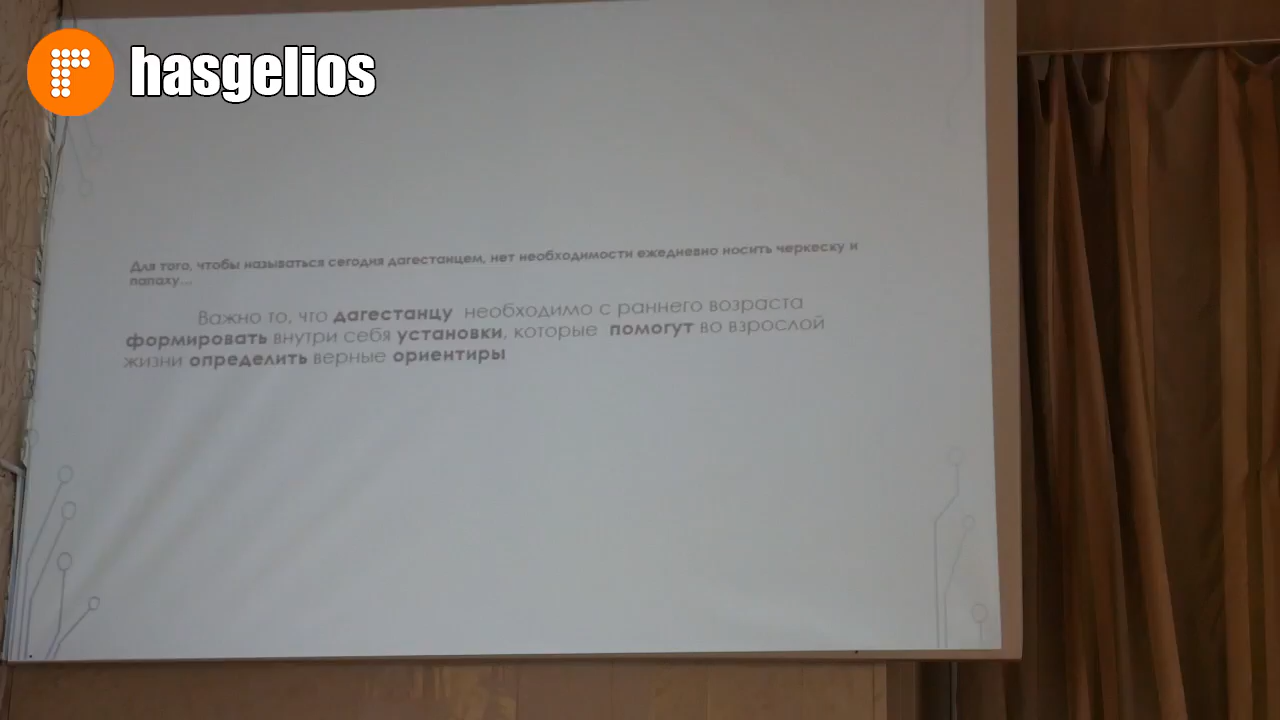 hasgelios
Для того, чтобы называться сегодня дагестанцем, нет необходимости ежедневно носить черкеску и
папаху...
Важно то, что дагестанцу необходимо с раннего возраста
формировать внутри себя установки, которые помогут во взрослой
жизни определить верные ориентиры